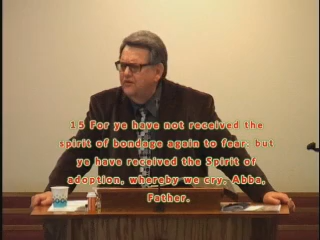 15 For ye have not received the
spirit of bondage again to fear; but
ye have received the Spirit of
adoption, whereby we cry, Abba,
Father.